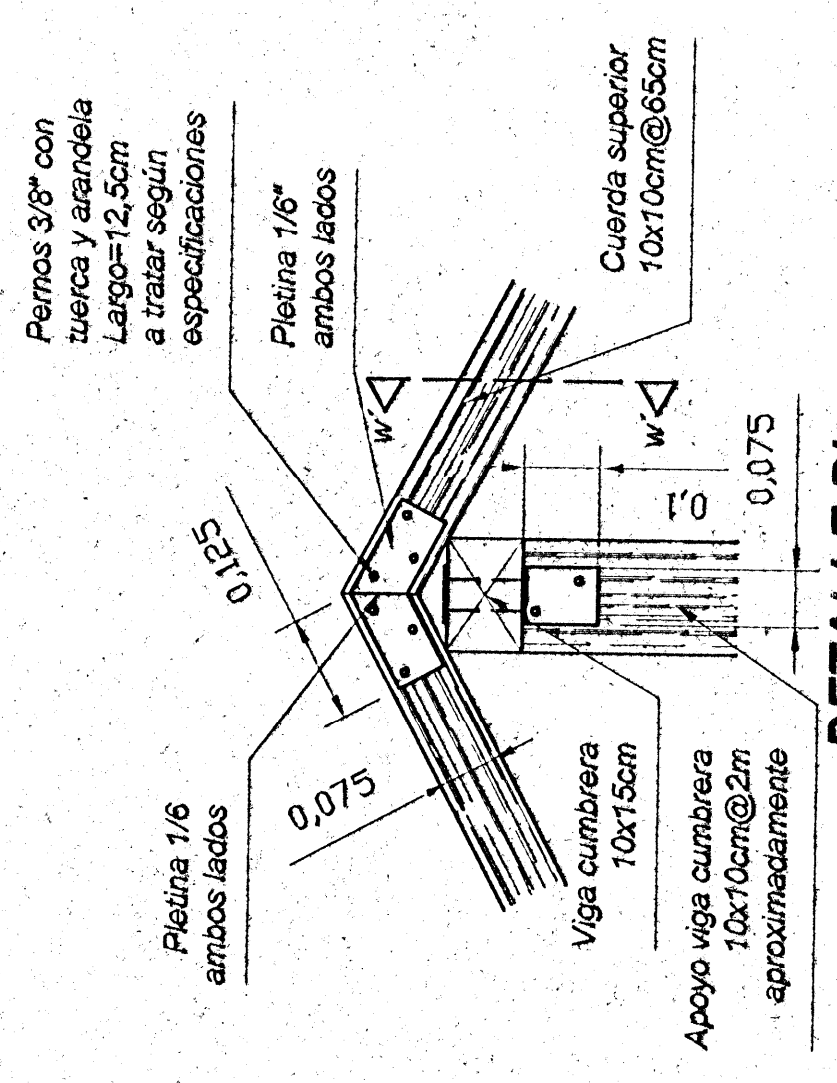 Pernos 3/8" con
tuerca y arandela
Largo=12,5cm
a tratar según
especificaciones
Pletina 1/6"
ambos lados
Cuerda superior
10x10cm@65cm
Pletina 1/6
ambos lados
0,125
0,075
W'
W'
0,1
0,075
Viga cumbrera
10x15cm
Apoyo viga cumbrera
10x10cm@2m
aproximadamente